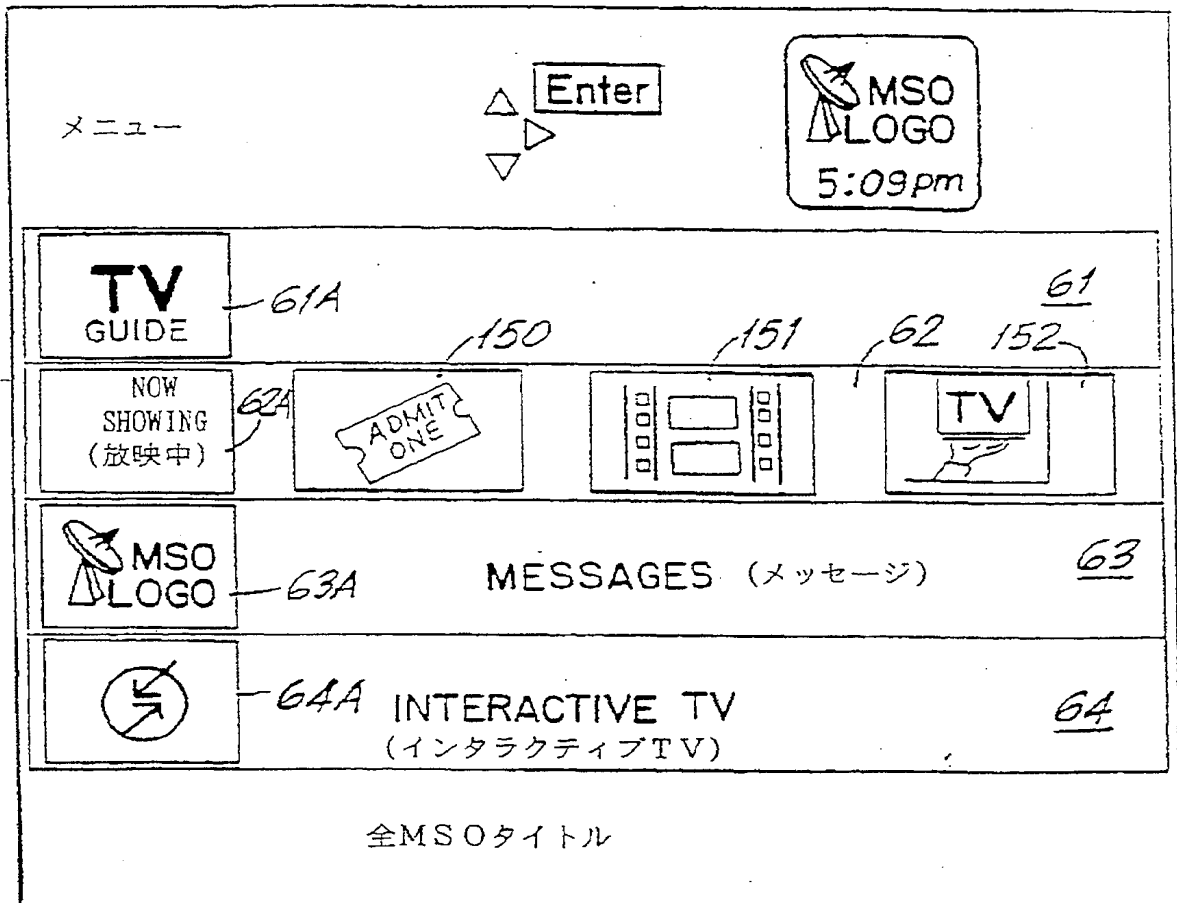 メニュー
Enter
MSO
LOGO
5:09pm
TV
GUIDE
61A
61
150
151
62
152
NOW
SHOWING
(放映中)
62A
ADMIT
ONE
TV
MSO
LOGO
63A
MESSAGES (メッセージ)
63
64A
INTERACTIVE TV
(インタラクティブTV)
64
全MSOタイトル